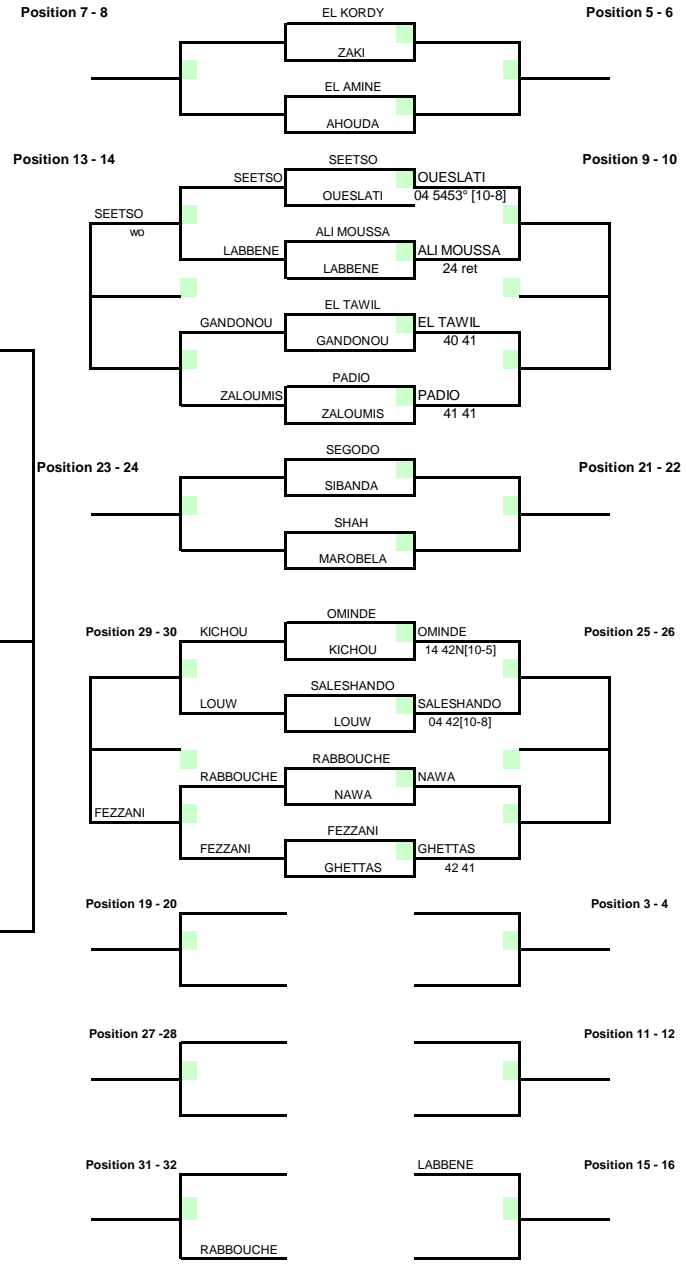 Position 7 - 8
EL KORDY
Position 5 - 6
ZAKI
EL AMINE
AHOUDA
Position 13 - 14
SEETSO
Position 9 - 10
SEETSO
OUESLATI
OUESLATI
04 5453° [10-8]
SEETSO
wo
ALI MOUSSA
LABBENE
ALI MOUSSA
LABBENE
24 ret
EL TAWIL
GANDONOU
EL TAWIL
GANDONOU
40 41
PADIO
ZALOUMIS
PADIO
ZALOUMIS
41 41
SEGODO
Position 23 - 24
Position 21 - 22
SIBANDA
SHAH
MAROBELA
OMINDE
Position 29 - 30
KICHOU
OMINDE
Position 25 - 26
KICHOU
14 42N[10-5]
SALESHANDO
LOUW
SALESHANDO
LOUW
04 42[10-8]
RABBOUCHE
RABBOUCHE
NAWA
NAWA
FEZZANI
FEZZANI
FEZZANI
GHETTAS
GHETTAS
42 41
Position 19 - 20
Position 3 - 4
Position 27 -28
Position 11 - 12
Position 31 - 32
LABBENE
Position 15 - 16
RABBOUCHE